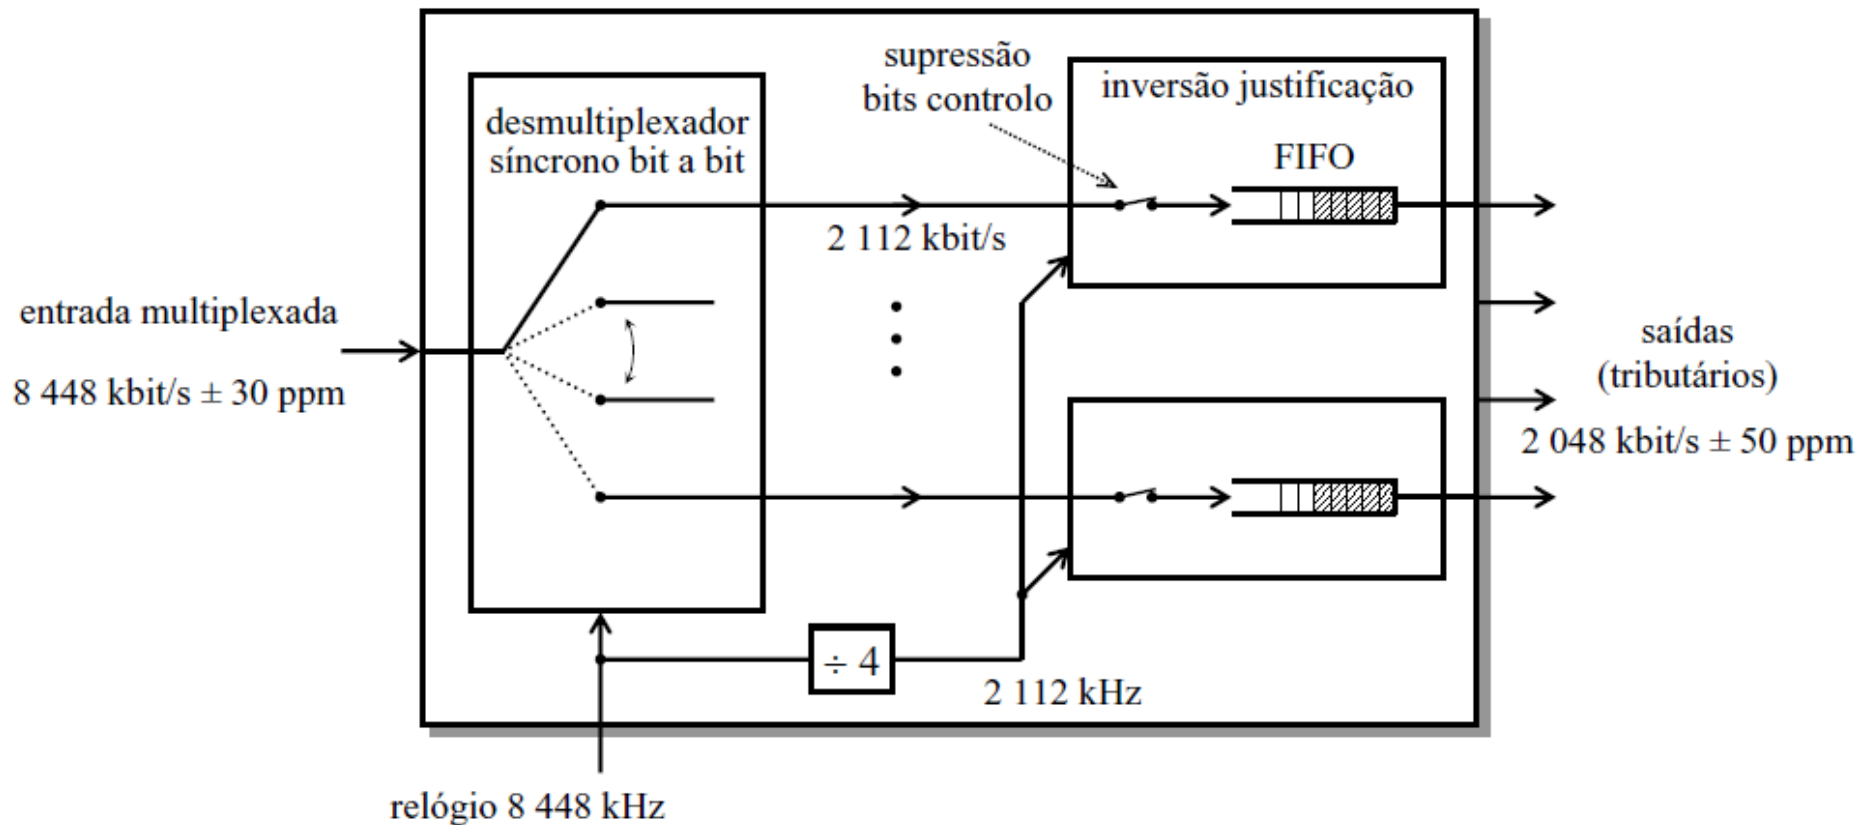 supressão
bits controlo
inversão justificação
desmultiplexador
síncrono bit a bit
FIFO
2 112 kbit/s
entrada multiplexada
8 448 kbit/s ± 30 ppm
saídas
(tributários)
2 048 kbit/s ± 50 ppm
÷ 4
2 112 kHz
relógio 8 448 kHz